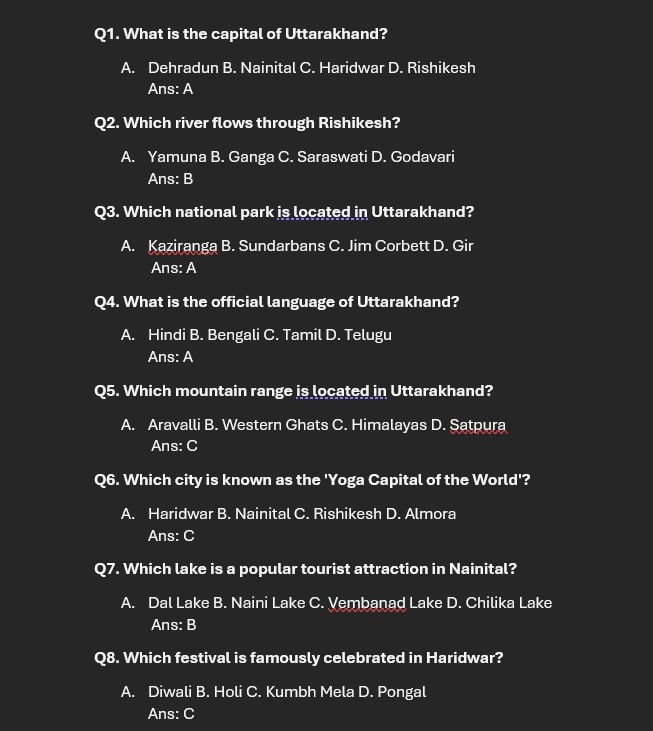 Q1. What is the capital of Uttarakhand?
A. Dehradun B. Nainital C. Haridwar D. Rishikesh
Ans: A
Q2. Which river flows through Rishikesh?
A. Yamuna B. Ganga C. Saraswati D. Godavari
Ans: B
Q3. Which national park is located in Uttarakhand?
A. Kaziranga B. Sundarbans C. Jim Corbett D. Gir
Ans: A
Q4. What is the official language of Uttarakhand?
A. Hindi B. Bengali C. Tamil D. Telugu
Ans: A
Q5. Which mountain range is located in Uttarakhand?
A. Aravalli B. Western Ghats C. Himalayas D. Satpura
Ans: C
Q6. Which city is known as the 'Yoga Capital of the World'?
A. Haridwar B. Nainital C. Rishikesh D. Almora
Ans: C
Q7. Which lake is a popular tourist attraction in Nainital?
A. Dal Lake B. Naini Lake C. Vembanad Lake D. Chilika Lake
Ans: B
Q8. Which festival is famously celebrated in Haridwar?
A. Diwali B. Holi C. Kumbh Mela D. Pongal
Ans: C